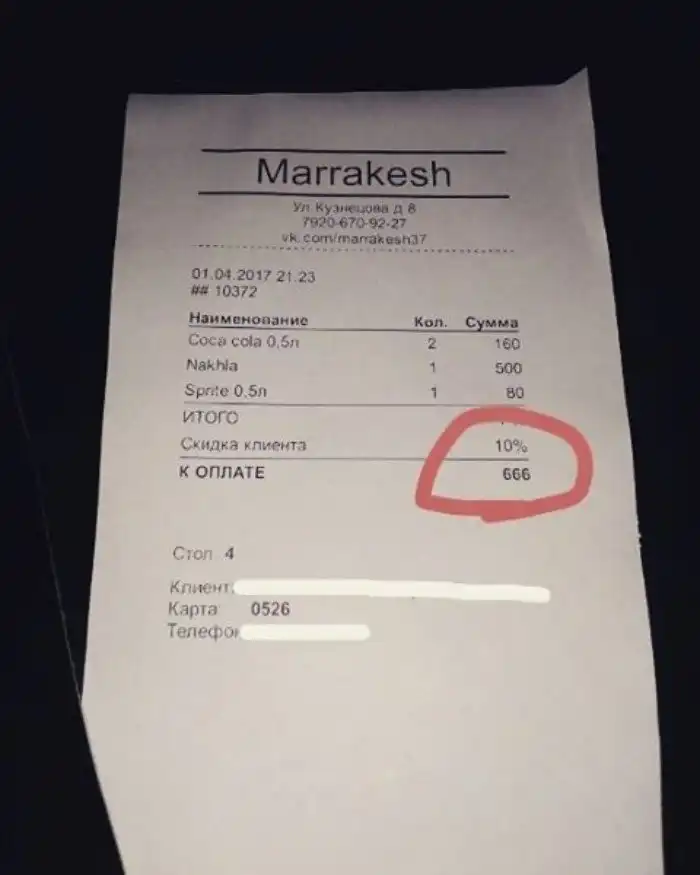 Marrakesh
Ул Кузнецова д 8
7920-670-92-27
vk.com/marrakesh37
01.04.2017 21.23
## 10372
Наименование Кол. Сумма
Coca cola 0,5л 2 160
Nakhla 1 500
Sprite 0,5л 1 80
ИТОГО
Скидка клиента 10%
К ОПЛАТЕ 666
Стол 4
Клиент:
Карта 0526
Телефон